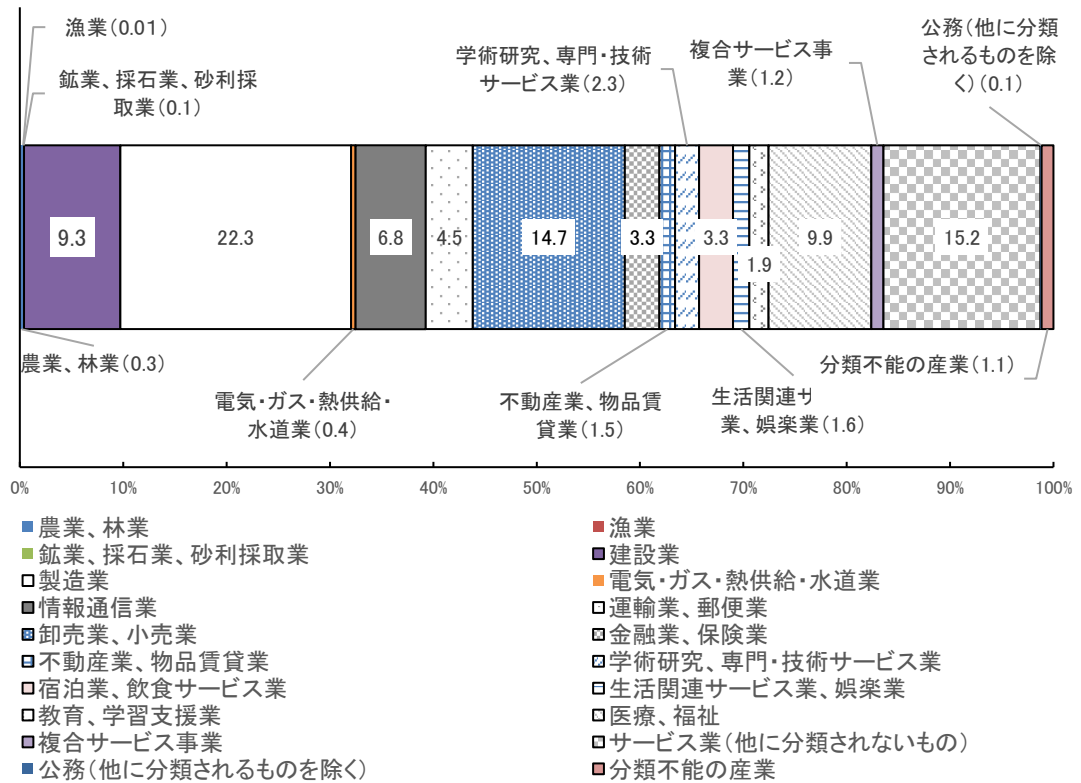 漁業(0.01)
鉱業、採石業、砂利採
取業(0.1)
学術研究、専門・技術
サービス業(2.3)
複合サービス事
業(1.2)
公務(他に分類
されるものを除
く)(0.1)
9.3
22.3
6.8
4.5
14.7
3.3
3.3
1.9
9.9
15.2
農業、林業(0.3)
電気・ガス・熱供給・
水道業(0.4)
不動産業、物品賃
貸業(1.5)
生活関連サ
業、娯楽業(1.6)
分類不能の産業(1.1)
0%
10%
20%
30%
40%
50%
60%
70%
80%
90%
100%
農業、林業
漁業
鉱業、採石業、砂利採取業
建設業
製造業
電気・ガス・熱供給・水道業
情報通信業
運輸業、郵便業
卸売業、小売業
金融業、保険業
不動産業、物品賃貸業
学術研究、専門・技術サービス業
宿泊業、飲食サービス業
生活関連サービス業、娯楽業
教育、学習支援業
医療、福祉
複合サービス事業
サービス業(他に分類されないもの)
公務(他に分類されるものを除く)
分類不能の産業